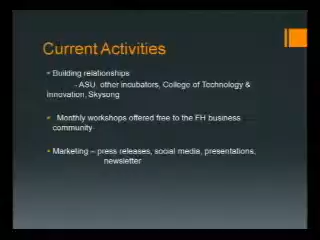 Current Activities
Building relationships
- ASU, other incubators, College of Technology &
Innovation, Skysong
Monthly workshops offered free to the FH business
community
Marketing – press releases, social media, presentations,
newsletter